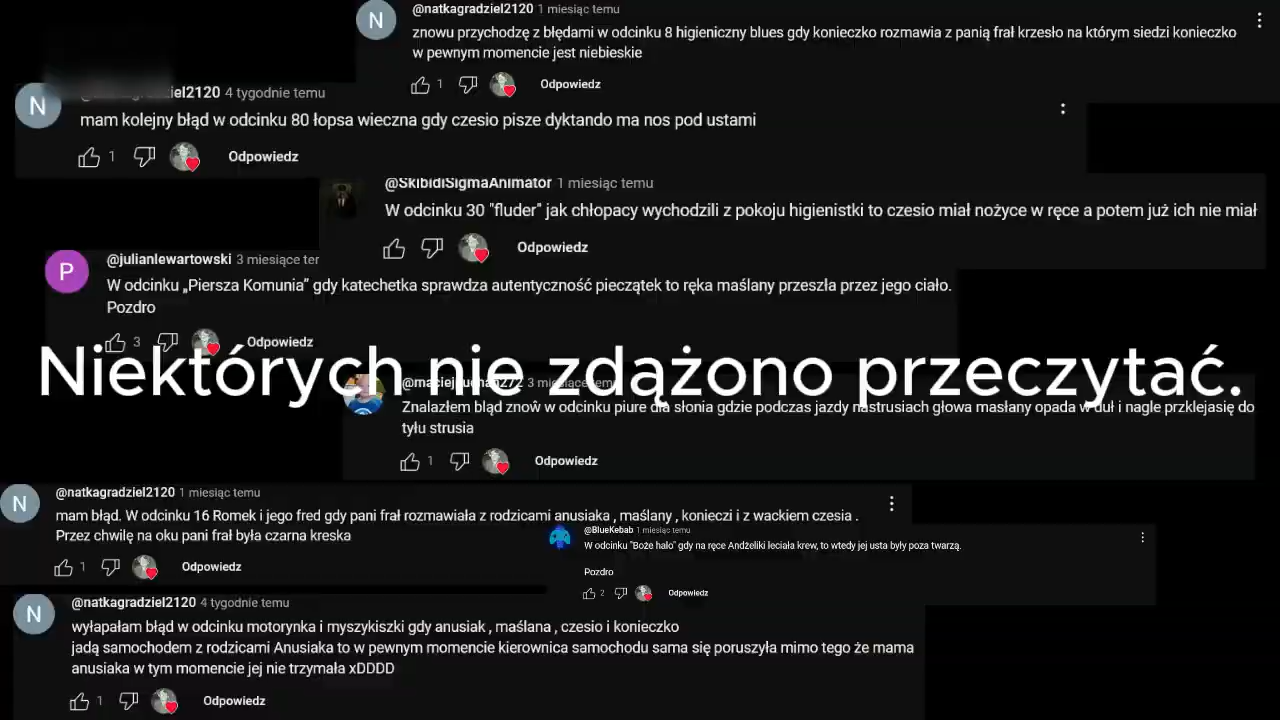 @natkagradziel2120 1 miesiąc temu
znowu przychodzę z błędami w odcinku 8 higieniczny blues gdy konieczko rozmawia z panią frał krzesło na którym siedzi konieczko
w pewnym momencie jest niebieskie
1 Odpowiedz
N
iel2120 4 tygodnie temu
N
mam kolejny błąd w odcinku 80 łopsa wieczna gdy czesio pisze dyktando ma nos pod ustami
1 Odpowiedz
@SkibidiSigmaAnimator 1 miesiąc temu
W odcinku 30 "fluder" jak chłopacy wychodzili z pokoju higienistki to czesio miał nożyce w ręce a potem już ich nie miał
Odpowiedz
@julianlewartowski 3 miesiące ter
P
W odcinku „Piersza Komunia” gdy katechetka sprawdza autentyczność pieczątek to ręka maślany przeszła przez jego ciało.
Pozdro
3 Odpowiedz
Niektórych nie zdążono przeczytać.
3 miesiące temu
Znalazłem bląd znoŵ w odcinku piure dla słonia gdzie podczas jazdy nastrusiach głowa masłany opada w duł i nagle przklejasię do
tyłu strusia
1 Odpowiedz
@natkagradziel2120 1 miesiąc temu
N
mam błąd. W odcinku 16 Romek i jego fred gdy pani frał rozmawiała z rodzicami anusiaka , maślany , konieczi i z wackiem czesia .
Przez chwilę na oku pani frał była czarna kreska
1 Odpowiedz
@BlueKebab 1 miesiąc temu
W odcinku "Boże halo" gdy na ręce Andżeliki leciała krew, to wtedy jej usta były poza twarzą.
Pozdro
2 Odpowiedz
@natkagradziel2120 4 tygodnie temu
N
wyłapałam błąd w odcinku motorynka i myszykiszki gdy anusiak , maślana , czesio i konieczko
jadą samochodem z rodzicami Anusiaka to w pewnym momencie kierownica samochodu sama się poruszyła mimo tego że mama
anusiaka w tym momencie jej nie trzymała xDDDD
1 Odpowiedz